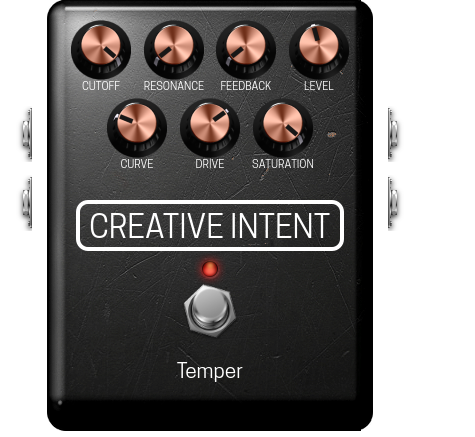 CUTOFF RESONANCE FEEDBACK LEVEL
CURVE DRIVE SATURATION
CREATIVE INTENT
Temper